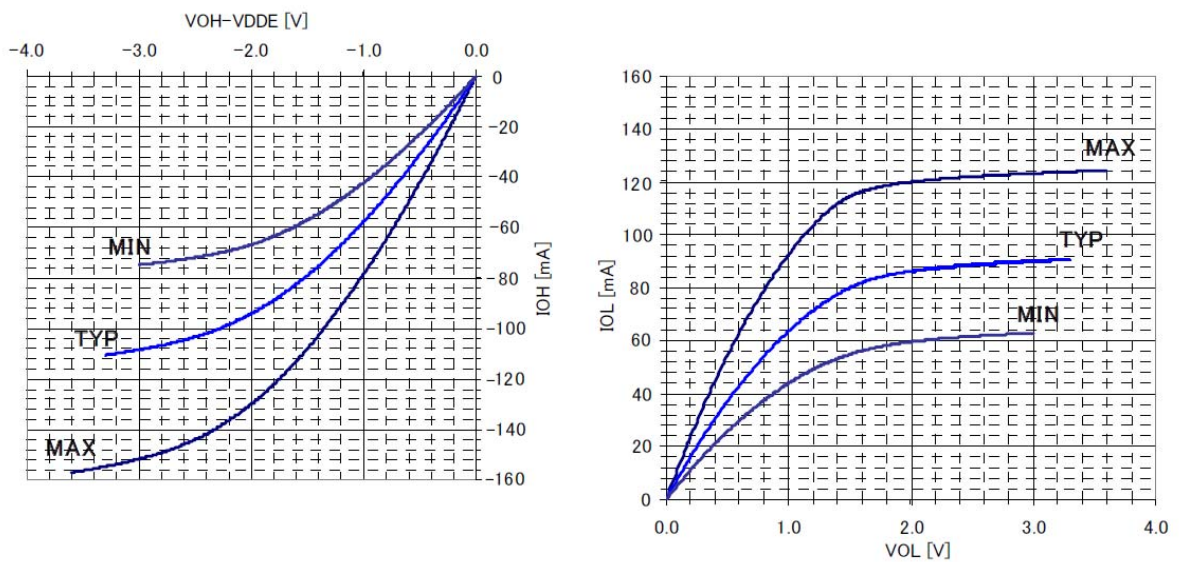 VOH-VDDE [V]
-4.0 -3.0 -2.0 -1.0 0.0
0
-20
-40
-60
-80
-100
-120
-140
-160
IOH [mA]
MIN
TYP
MAX
160
140
120
100
80
60
40
20
0
IOL [mA]
MAX
TYP
MIN
0.0 1.0 2.0 3.0 4.0
VOL [V]